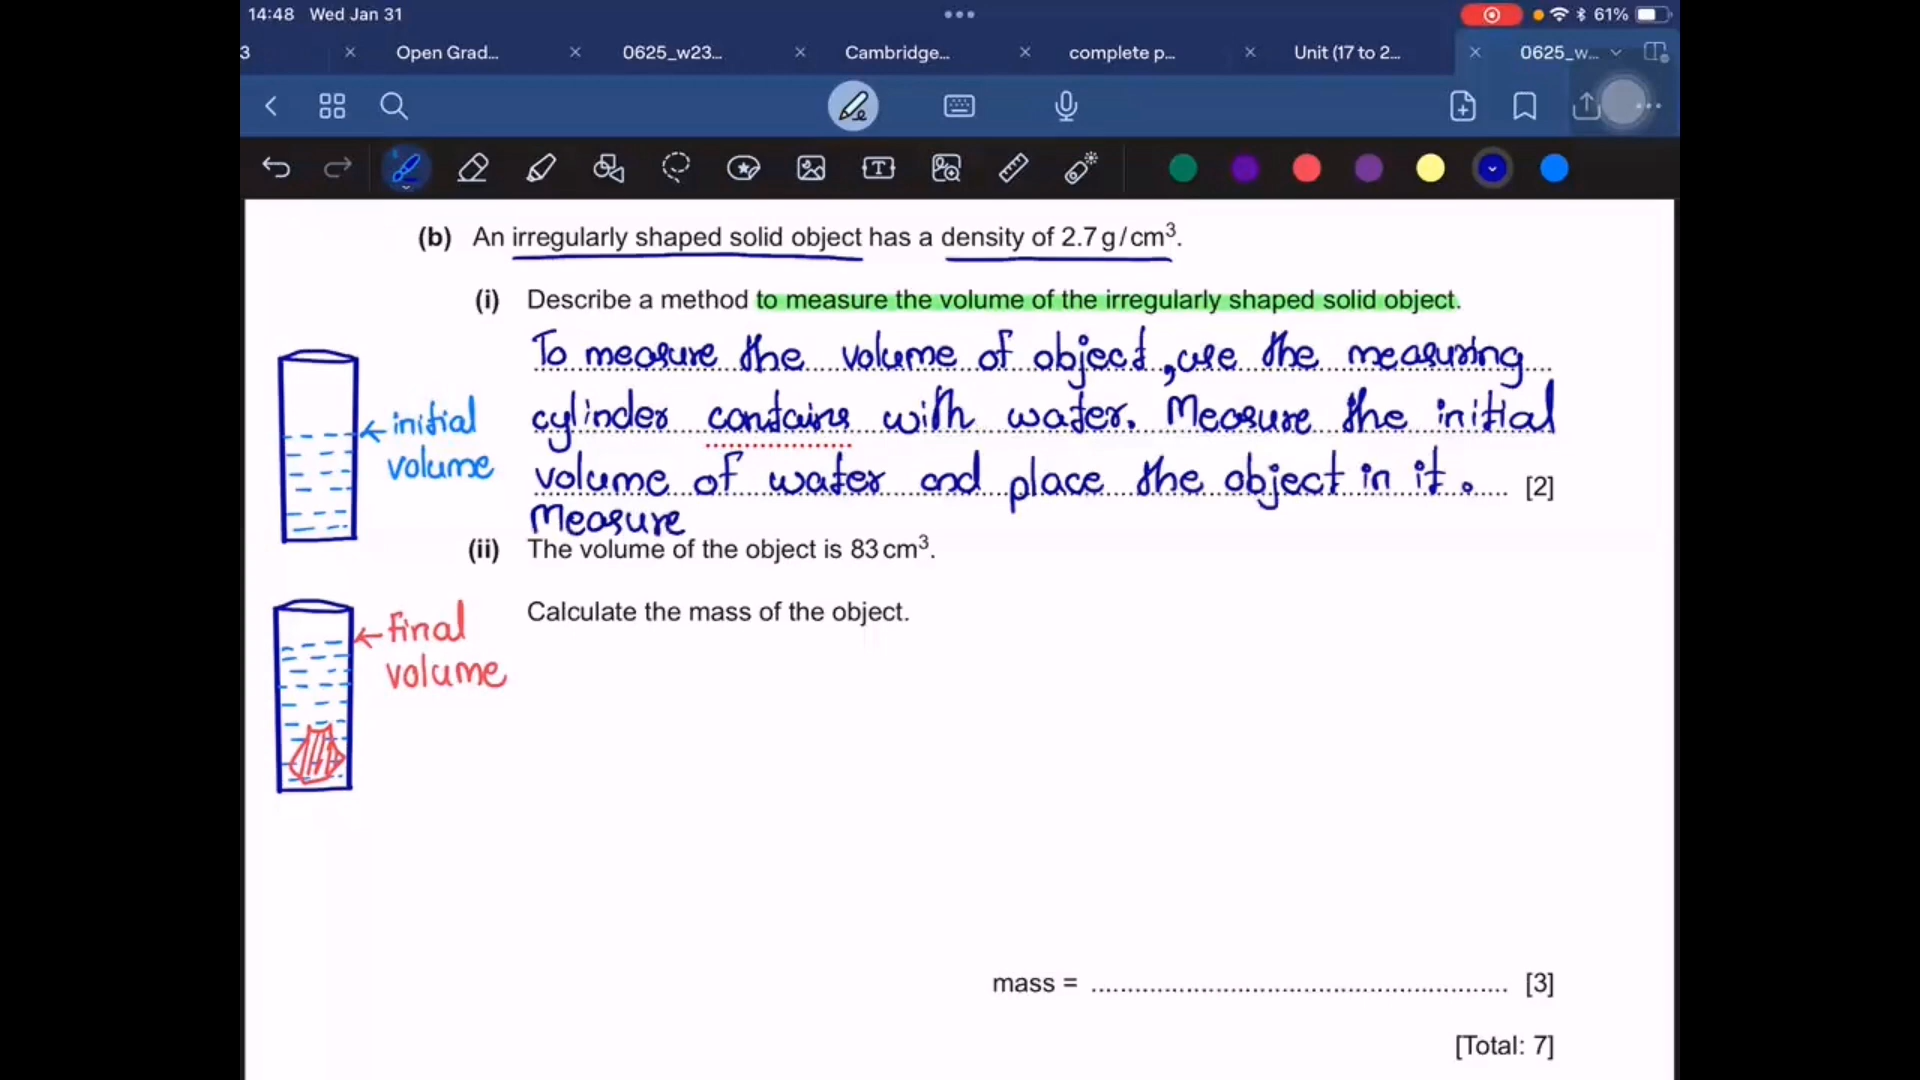 14:48 Wed Jan 31
61%
3
Open Grad...
0625_w23...
Cambridge...
complete p...
Unit (17 to 2...
0625_w...
(b) An irregularly shaped solid object has a density of 2.7 g/cm³.
(i) Describe a method to measure the volume of the irregularly shaped solid object.
To measure the volume of object, use the measuring
cylinder contains with water. Measure the initial
volume of water and place the object in it. [2]
Measure
initial
volume
(ii) The volume of the object is 83 cm³.
Calculate the mass of the object.
final
volume
mass = ........................................................ [3]
[Total: 7]